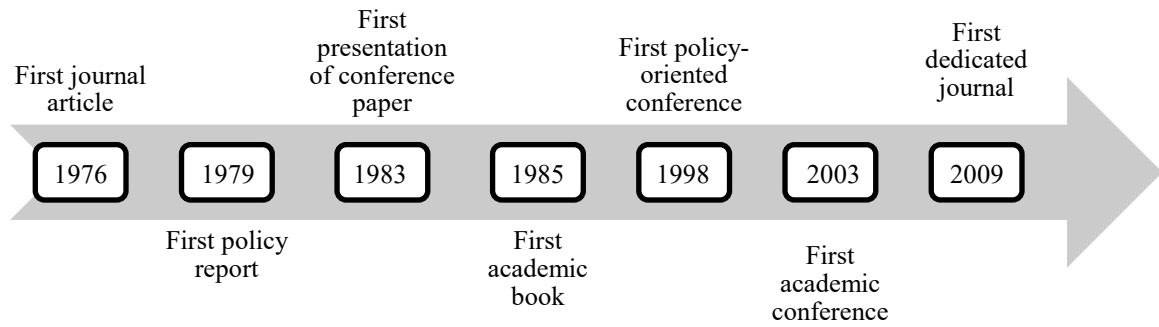 First journal
article
First
presentation
of conference
paper
First policy-
oriented
conference
First
dedicated
journal
1976
1979
1983
1985
1998
2003
2009
First policy
report
First
academic
book
First
academic
conference